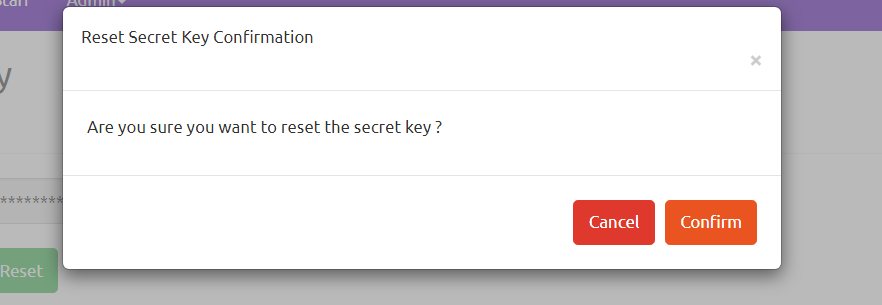 Admin
Reset Secret Key Confirmation
×
y
Are you sure you want to reset the secret key ?
********
Cancel Confirm
Reset